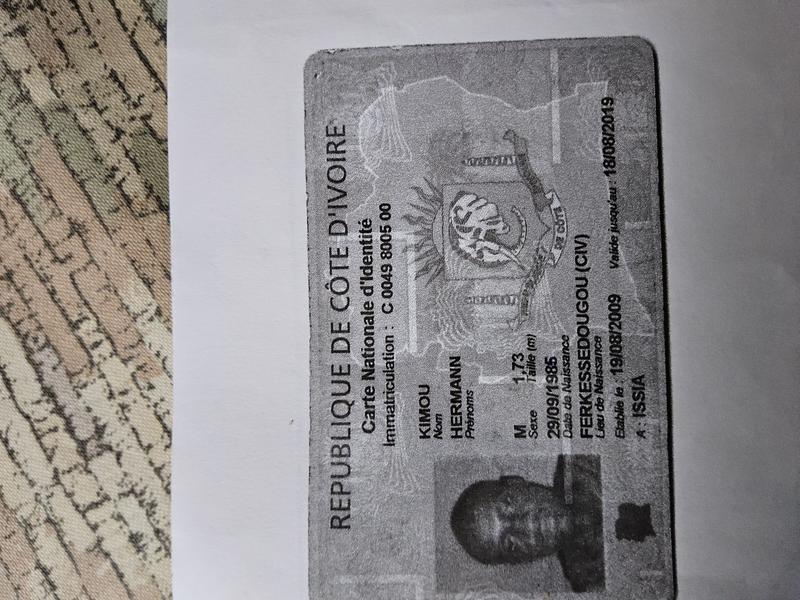 REPUBLIQUE DE CÔTE D'IVOIRE
Carte Nationale d'Identité
Immatriculation : C 0049 8005 00
KIMOU
Nom
HERMANN
Prénoms
M 1,73
Sexe Taille (m)
29/09/1985
Date de Naissance
FERKESSEDOUGOU (CIV)
Lieu de Naissance
Etablie le : 19/08/2009 Valide jusqu'au : 18/08/2019
A : ISSIA